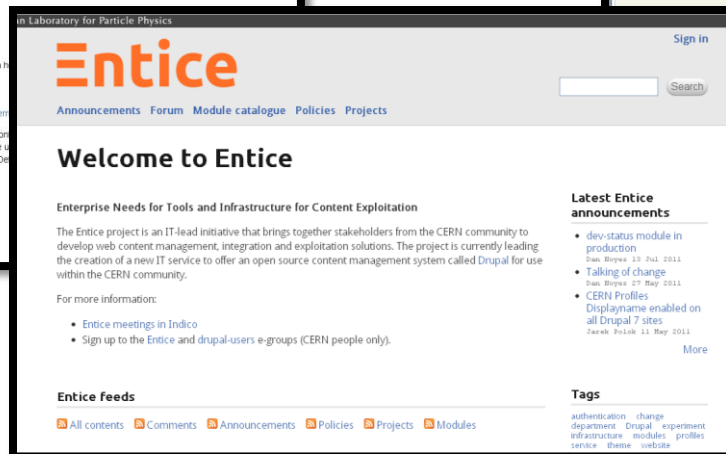 n Laboratory for Particle Physics
Entice
Sign in
Search
Announcements Forum Module catalogue Policies Projects
Welcome to Entice
Enterprise Needs for Tools and Infrastructure for Content Exploitation
The Entice project is an IT-lead initiative that brings together stakeholders from the CERN community to
develop web content management, integration and exploitation solutions. The project is currently leading
the creation of a new IT service to offer an open source content management system called Drupal for use
within the CERN community.
For more information:
• Entice meetings in Indico
• Sign up to the Entice and drupal-users e-groups (CERN people only).
Entice feeds
All contents Comments Announcements Policies Projects Modules
Latest Entice
announcements
• dev-status module in
production
Dan Noyes 13 Jul 2011
• Talking of change
Dan Noyes 27 May 2011
• CERN Profiles
Displayname enabled on
all Drupal 7 sites
Jarek Polok 11 May 2011
More
Tags
authentication change
department Drupal experiment
infrastructure modules profiles
service theme website